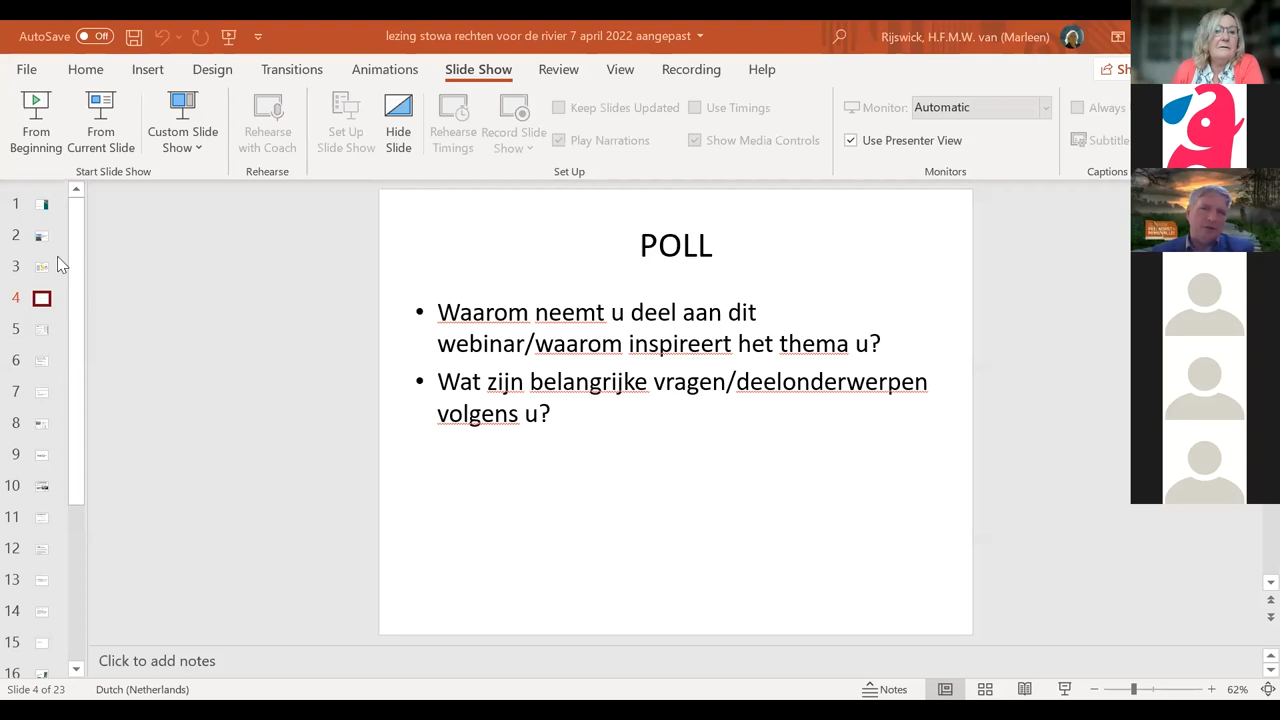 AutoSave Off
lezing stowa rechten voor de rivier 7 april 2022 aangepast
Rijswick, H.F.M.W. van (Marleen)
File Home Insert Design Transitions Animations Slide Show Review View Recording Help Sh
From Beginning
From Current Slide
Custom Slide Show
Rehearse with Coach
Set Up Slide Show
Hide Slide
Rehearse Timings
Record Slide Show
Keep Slides Updated
Play Narrations
Use Timings
Show Media Controls
Monitor: Automatic
Use Presenter View
Always
Subtitle
Start Slide Show Rehearse Set Up Monitors Captions
1
2
3
4
5
6
7
8
9
10
11
12
13
14
15
16
POLL
• Waarom neemt u deel aan dit
webinar/waarom inspireert het thema u?
• Wat zijn belangrijke vragen/deelonderwerpen
volgens u?
Click to add notes
Slide 4 of 23 Dutch (Netherlands) Notes 62%